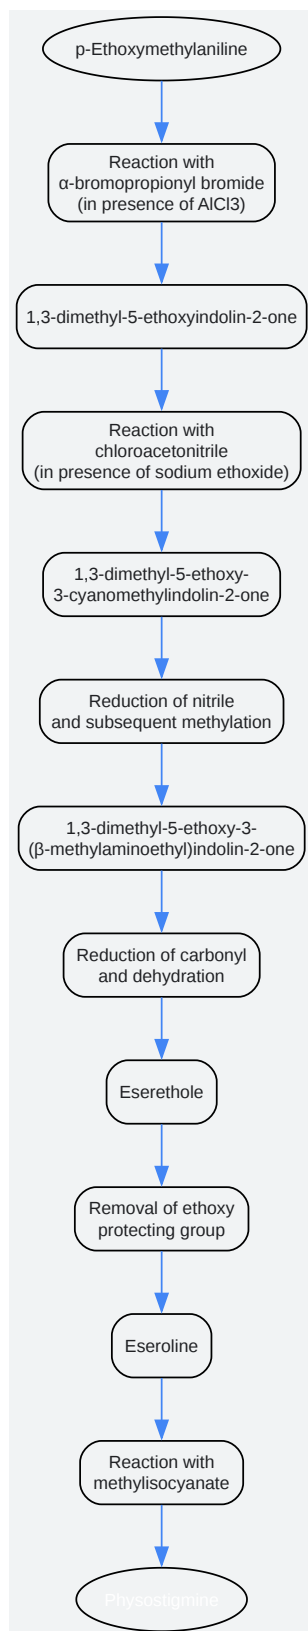 p-Ethoxymethylaniline
Reaction with
α-bromopropionyl bromide
(in presence of AlCl3)
1,3-dimethyl-5-ethoxyindolin-2-one
Reaction with
chloroacetonitrile
(in presence of sodium ethoxide)
1,3-dimethyl-5-ethoxy-
3-cyanomethylindolin-2-one
Reduction of nitrile
and subsequent methylation
1,3-dimethyl-5-ethoxy-3-
(β-methylaminoethyl)indolin-2-one
Reduction of carbonyl
and dehydration
Eserethole
Removal of ethoxy
protecting group
Eseroline
Reaction with
methylisocyanate
Physostigmine